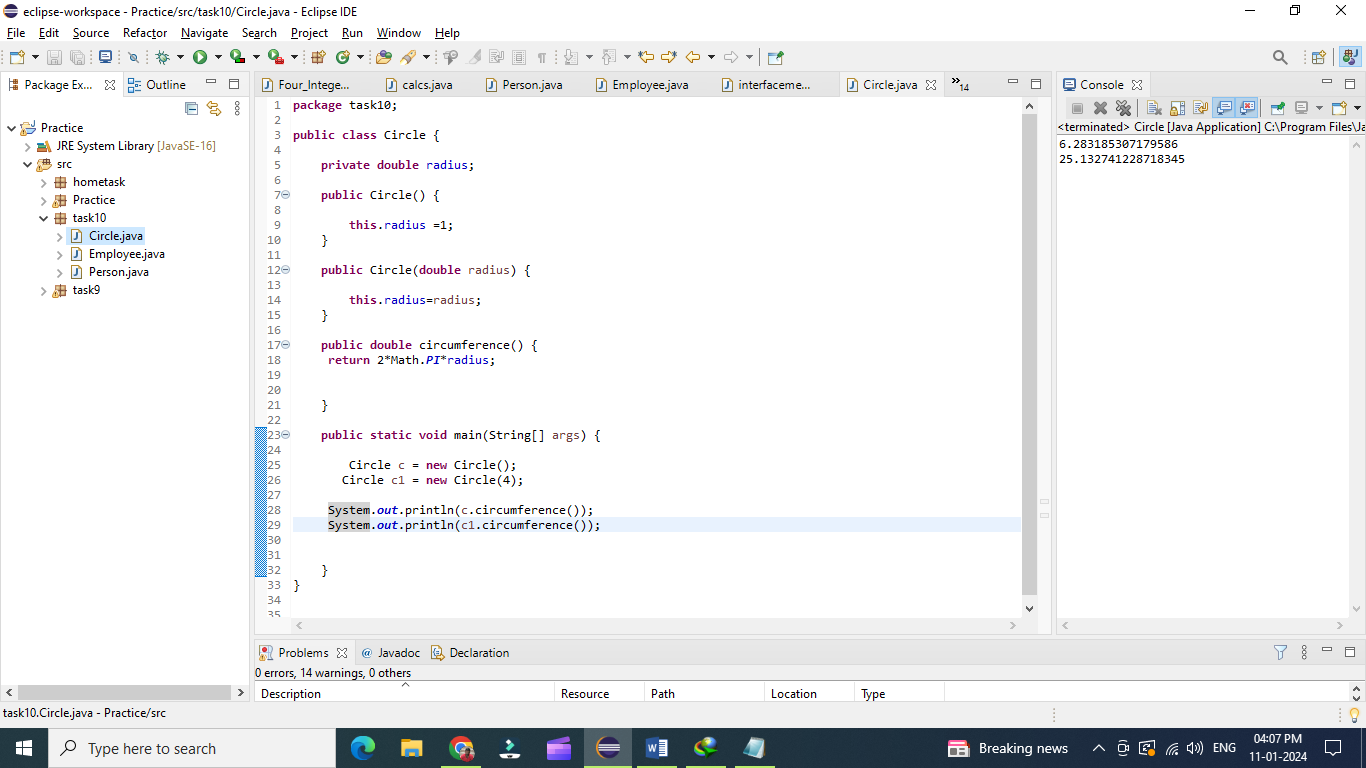 eclipse-workspace - Practice/src/task10/Circle.java - Eclipse IDE
File Edit Source Refactor Navigate Search Project Run Window Help
Package Ex... Outline
Practice
JRE System Library [JavaSE-16]
src
hometask
Practice
task10
Circle.java
Employee.java
Person.java
task9
Four_Intege... calcs.java Person.java Employee.java interfaceme... Circle.java »14
1 package task10;
2
3 public class Circle {
4
5 private double radius;
6
7 public Circle() {
8
9 this.radius =1;
10 }
11
12 public Circle(double radius) {
13
14 this.radius=radius;
15 }
16
17 public double circumference() {
18 return 2*Math.PI*radius;
19
20
21 }
22
23 public static void main(String[] args) {
24
25 Circle c = new Circle();
26 Circle c1 = new Circle(4);
27
28 System.out.println(c.circumference());
29 System.out.println(c1.circumference());
30
31
32 }
33 }
34
35
Console
<terminated> Circle [Java Application] C:\Program Files\Ja
6.283185307179586
25.132741228718345
Problems @ Javadoc Declaration
0 errors, 14 warnings, 0 others
Description Resource Path Location Type
task10.Circle.java - Practice/src
Type here to search
Breaking news
ENG
04:07 PM
11-01-2024